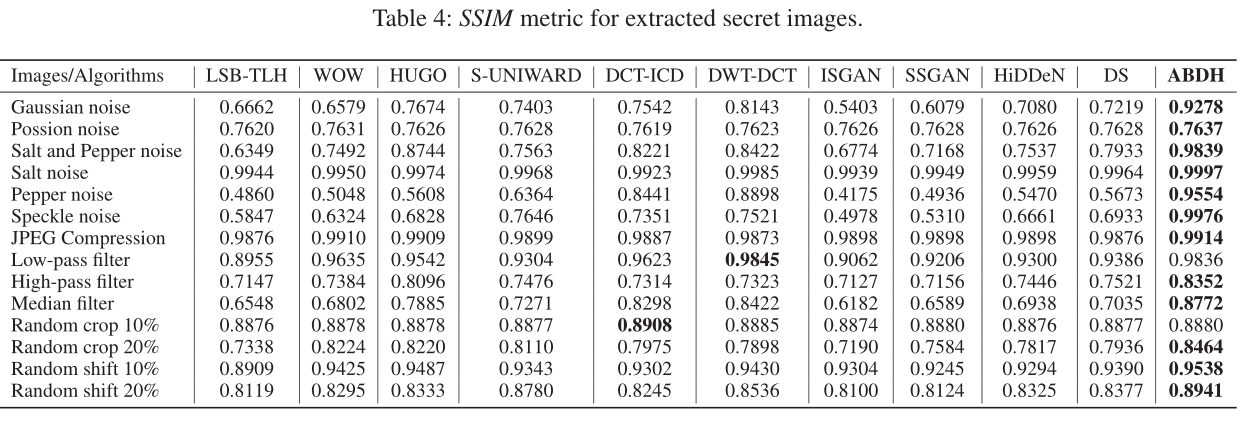 Table 4: SSIM metric for extracted secret images.
Images/Algorithms LSB-TLH WOW HUGO S-UNIWARD DCT-ICD DWT-DCT ISGAN SSGAN HiDDeN DS ABDH
Gaussian noise 0.6662 0.6579 0.7674 0.7403 0.7542 0.8143 0.5403 0.6079 0.7080 0.7219 0.9278
Possion noise 0.7620 0.7631 0.7626 0.7628 0.7619 0.7623 0.7626 0.7628 0.7626 0.7628 0.7637
Salt and Pepper noise 0.6349 0.7492 0.8744 0.7563 0.8221 0.8422 0.6774 0.7168 0.7537 0.7933 0.9839
Salt noise 0.9944 0.9950 0.9974 0.9968 0.9923 0.9985 0.9939 0.9949 0.9959 0.9964 0.9997
Pepper noise 0.4860 0.5048 0.5608 0.6364 0.8441 0.8898 0.4175 0.4936 0.5470 0.5673 0.9554
Speckle noise 0.5847 0.6324 0.6828 0.7646 0.7351 0.7521 0.4978 0.5310 0.6661 0.6933 0.9976
JPEG Compression 0.9876 0.9910 0.9909 0.9899 0.9887 0.9873 0.9898 0.9898 0.9898 0.9876 0.9914
Low-pass filter 0.8955 0.9635 0.9542 0.9304 0.9623 0.9845 0.9062 0.9206 0.9300 0.9386 0.9836
High-pass filter 0.7147 0.7384 0.8096 0.7476 0.7314 0.7323 0.7127 0.7156 0.7446 0.7521 0.8352
Median filter 0.6548 0.6802 0.7885 0.7271 0.8298 0.8422 0.6182 0.6589 0.6938 0.7035 0.8772
Random crop 10% 0.8876 0.8878 0.8878 0.8877 0.8908 0.8885 0.8874 0.8880 0.8876 0.8877 0.8880
Random crop 20% 0.7338 0.8224 0.8220 0.8110 0.7975 0.7898 0.7190 0.7584 0.7817 0.7936 0.8464
Random shift 10% 0.8909 0.9425 0.9487 0.9343 0.9302 0.9430 0.9304 0.9245 0.9294 0.9390 0.9538
Random shift 20% 0.8119 0.8295 0.8333 0.8780 0.8245 0.8536 0.8100 0.8124 0.8325 0.8377 0.8941